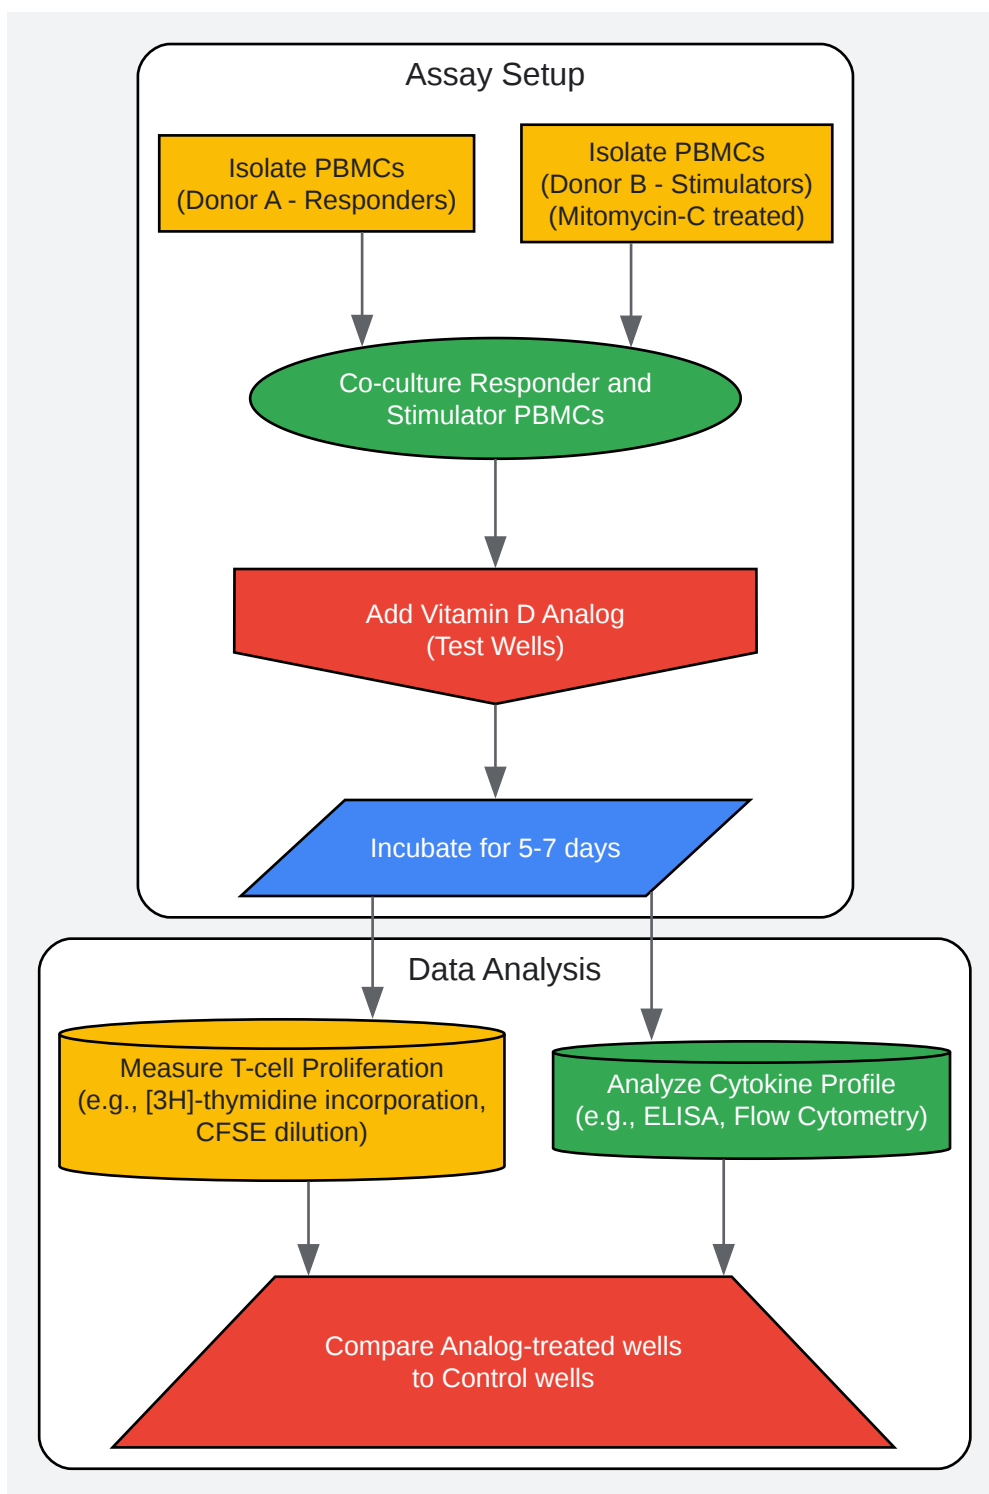 Assay Setup
Isolate PBMCs
(Donor A - Responders)
Isolate PBMCs
(Donor B - Stimulators)
(Mitomycin-C treated)
Co-culture Responder and
Stimulator PBMCs
Add Vitamin D Analog
(Test Wells)
Incubate for 5-7 days
Data Analysis
Measure T-cell Proliferation
(e.g., [3H]-thymidine incorporation,
CFSE dilution)
Analyze Cytokine Profile
(e.g., ELISA, Flow Cytometry)
Compare Analog-treated wells
to Control wells